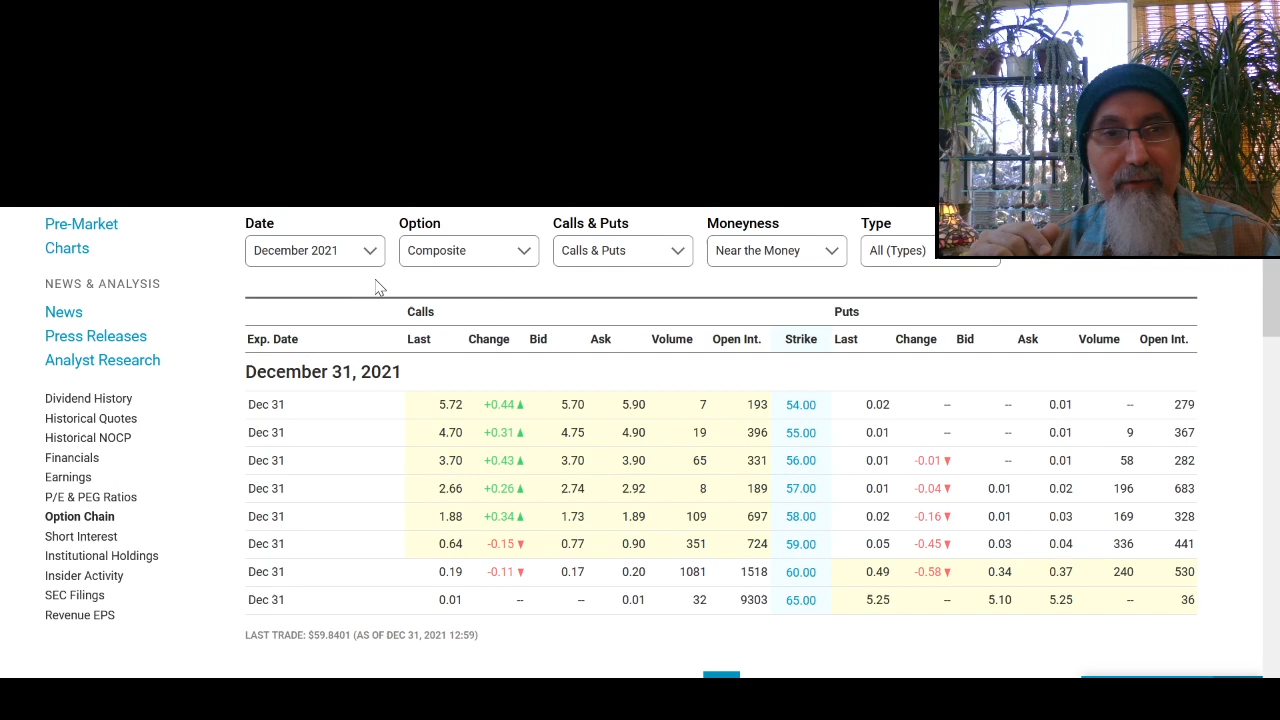 Pre-Market
Charts
NEWS & ANALYSIS
News
Press Releases
Analyst Research
Dividend History
Historical Quotes
Historical NOCP
Financials
Earnings
P/E & PEG Ratios
Option Chain
Short Interest
Institutional Holdings
Insider Activity
SEC Filings
Revenue EPS
Date Option Calls & Puts Moneyness Type
December 2021 Composite Calls & Puts Near the Money All (Types)
Calls Puts
Exp. Date Last Change Bid Ask Volume Open Int. Strike Last Change Bid Ask Volume Open Int.
December 31, 2021
Dec 31 5.72 +0.44 ▲ 5.70 5.90 7 193 54.00 0.02 -- -- 0.01 -- 279
Dec 31 4.70 +0.31 ▲ 4.75 4.90 19 396 55.00 0.01 -- -- 0.01 9 367
Dec 31 3.70 +0.43 ▲ 3.70 3.90 65 331 56.00 0.01 -0.01 ▼ -- 0.01 58 282
Dec 31 2.66 +0.26 ▲ 2.74 2.92 8 189 57.00 0.01 -0.04 ▼ 0.01 0.02 196 683
Dec 31 1.88 +0.34 ▲ 1.73 1.89 109 697 58.00 0.02 -0.16 ▼ 0.01 0.03 169 328
Dec 31 0.64 -0.15 ▼ 0.77 0.90 351 724 59.00 0.05 -0.45 ▼ 0.03 0.04 336 441
Dec 31 0.19 -0.11 ▼ 0.17 0.20 1081 1518 60.00 0.49 -0.58 ▼ 0.34 0.37 240 530
Dec 31 0.01 -- -- 0.01 32 9303 65.00 5.25 -- 5.10 5.25 -- 36
LAST TRADE: $59.8401 (AS OF DEC 31, 2021 12:59)